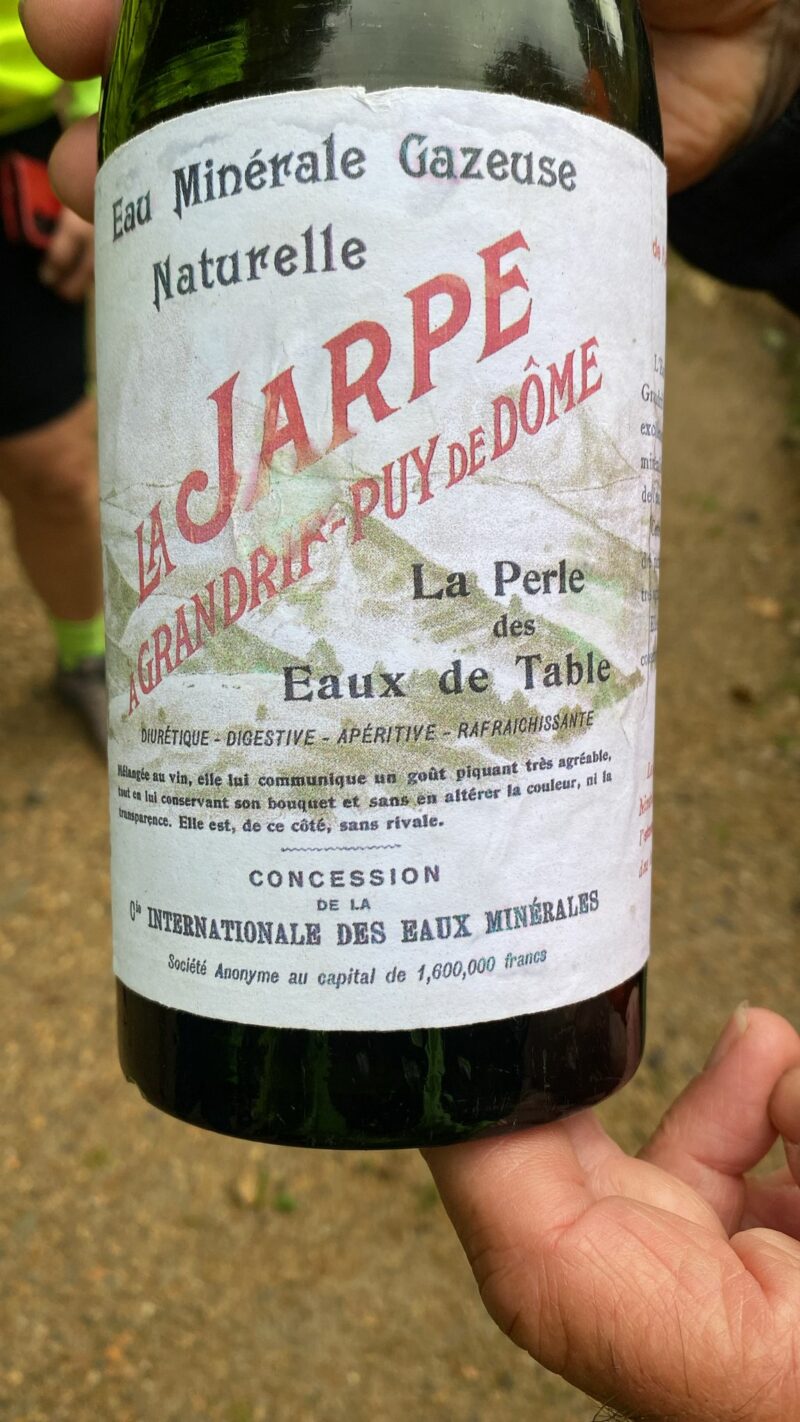 Eau Minérale Gazeuse
Naturelle
LA JARPE
A GRANDRIF-PUY DE DÔME
La Perle
des
Eaux de Table
DIURÉTIQUE - DIGESTIVE - APÉRITIVE - RAFRAICHISSANTE
Mélangée au vin, elle lui communique un goût piquant très agréable,
tout en lui conservant son bouquet et sans en altérer la couleur, ni la
transparence. Elle est, de ce côté, sans rivale.
CONCESSION
DE LA
Cie INTERNATIONALE DES EAUX MINÉRALES
Société Anonyme au capital de 1,600,000 francs